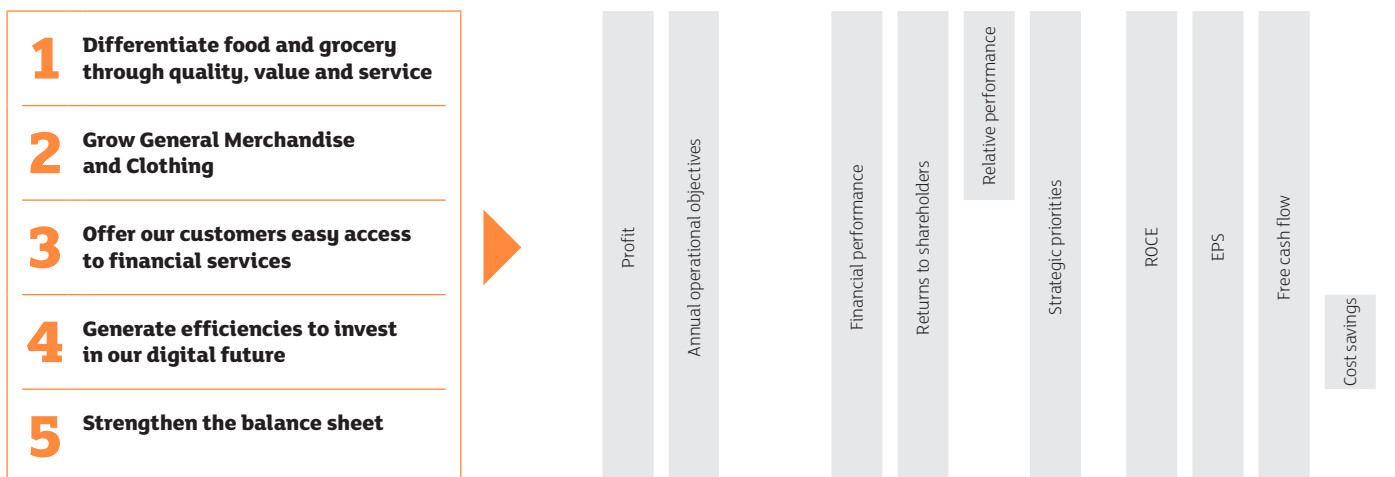 1
Differentiate food and grocery
through quality, value and service
2
Grow General Merchandise
and Clothing
3
Offer our customers easy access
to financial services
4
Generate efficiencies to invest
in our digital future
5
Strengthen the balance sheet
Profit
Annual operational objectives
Financial performance
Returns to shareholders
Relative performance
Strategic priorities
ROCE
EPS
Free cash flow
Cost savings